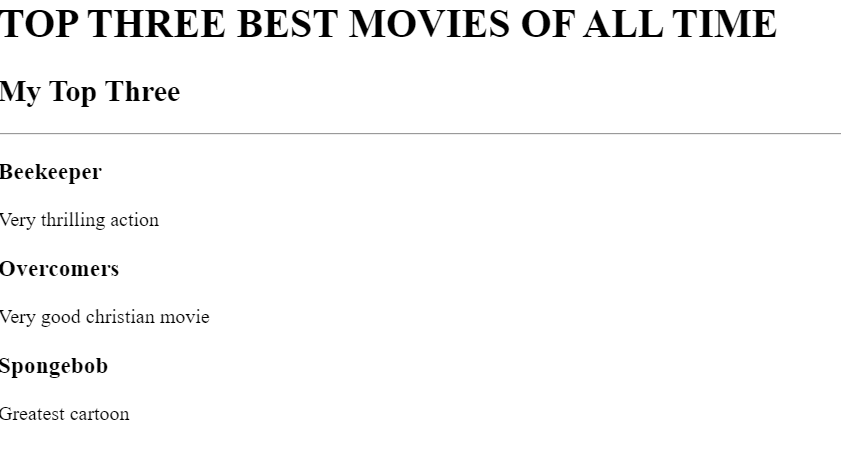 TOP THREE BEST MOVIES OF ALL TIME
My Top Three
Beekeeper
Very thrilling action
Overcomers
Very good christian movie
Spongebob
Greatest cartoon